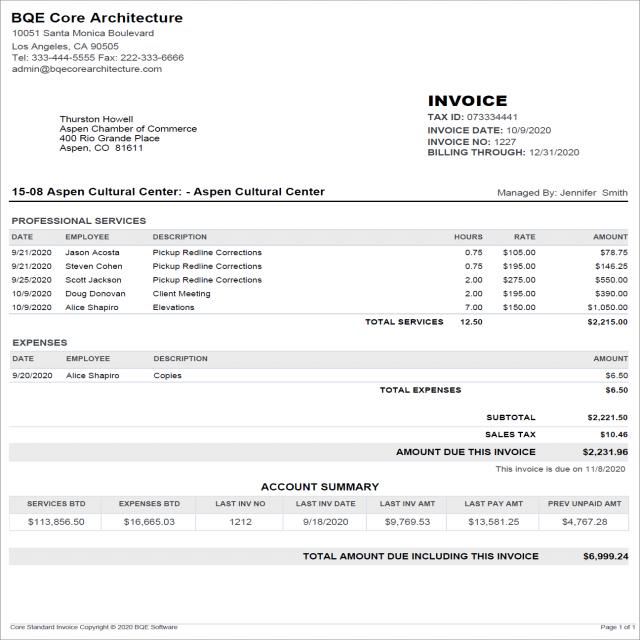 BQE Core Architecture
10051 Santa Monica Boulevard
Los Angeles, CA 90505
Tel: 333-444-5555 Fax: 222-333-6666
admin@bqecorearchitecture.com
INVOICE
TAX ID: 073334441
INVOICE DATE: 10/9/2020
INVOICE NO: 1227
BILLING THROUGH: 12/31/2020
Thurston Howell
Aspen Chamber of Commerce
400 Rio Grande Place
Aspen, CO 81611
15-08 Aspen Cultural Center: - Aspen Cultural Center Managed By: Jennifer Smith
PROFESSIONAL SERVICES
DATE EMPLOYEE DESCRIPTION HOURS RATE AMOUNT
9/21/2020 Jason Acosta Pickup Redline Corrections 0.75 $105.00 $78.75
9/21/2020 Steven Cohen Pickup Redline Corrections 0.75 $195.00 $146.25
9/25/2020 Scott Jackson Pickup Redline Corrections 2.00 $275.00 $550.00
10/9/2020 Doug Donovan Client Meeting 2.00 $195.00 $390.00
10/9/2020 Alice Shapiro Elevations 7.00 $150.00 $1,050.00
TOTAL SERVICES 12.50 $2,215.00
EXPENSES
DATE EMPLOYEE DESCRIPTION AMOUNT
9/20/2020 Alice Shapiro Copies $6.50
TOTAL EXPENSES $6.50
SUBTOTAL $2,221.50
SALES TAX $10.46
AMOUNT DUE THIS INVOICE $2,231.96
This invoice is due on 11/8/2020
ACCOUNT SUMMARY
SERVICES BTD EXPENSES BTD LAST INV NO LAST INV DATE LAST INV AMT LAST PAY AMT PREV UNPAID AMT
$113,856.50 $16,665.03 1212 9/18/2020 $9,769.53 $13,581.25 $4,767.28
TOTAL AMOUNT DUE INCLUDING THIS INVOICE $6,999.24
Core Standard Invoice Copyright © 2020 BQE Software Page 1 of 1